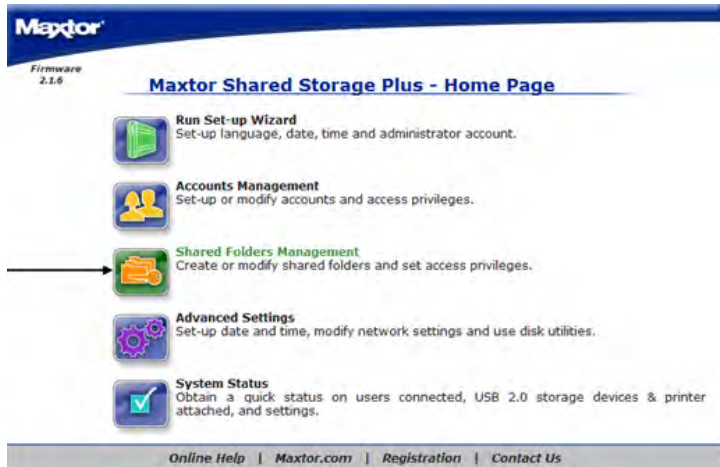 Maxtor
Firmware
2.1.6
Maxtor Shared Storage Plus - Home Page
Run Set-up Wizard
Set-up language, date, time and administrator account.
Accounts Management
Set-up or modify accounts and access privileges.
Shared Folders Management
Create or modify shared folders and set access privileges.
Advanced Settings
Set-up date and time, modify network settings and use disk utilities.
System Status
Obtain a quick status on users connected, USB 2.0 storage devices & printer
attached, and settings.
Online Help | Maxtor.com | Registration | Contact Us